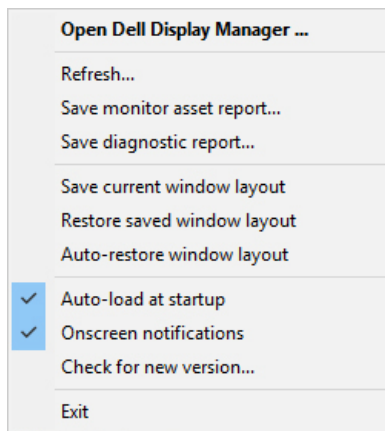 Open Dell Display Manager ...
Refresh...
Save monitor asset report...
Save diagnostic report...
Save current window layout
Restore saved window layout
Auto-restore window layout
Auto-load at startup
Onscreen notifications
Check for new version...
Exit